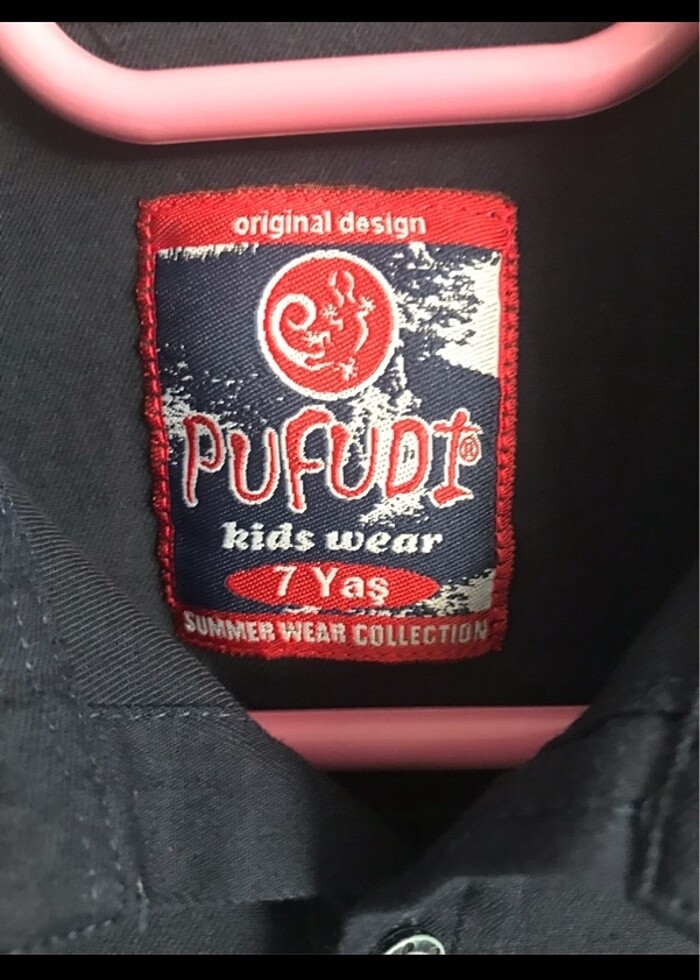 original design
PUFUDI®
kids wear
7 Yaş
SUMMER WEAR COLLECTION